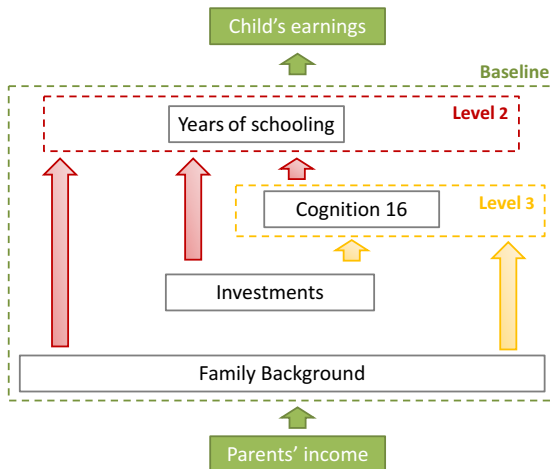 Child's earnings
Baseline
Level 2
Years of schooling
Level 3
Cognition 16
Investments
Family Background
Parents' income